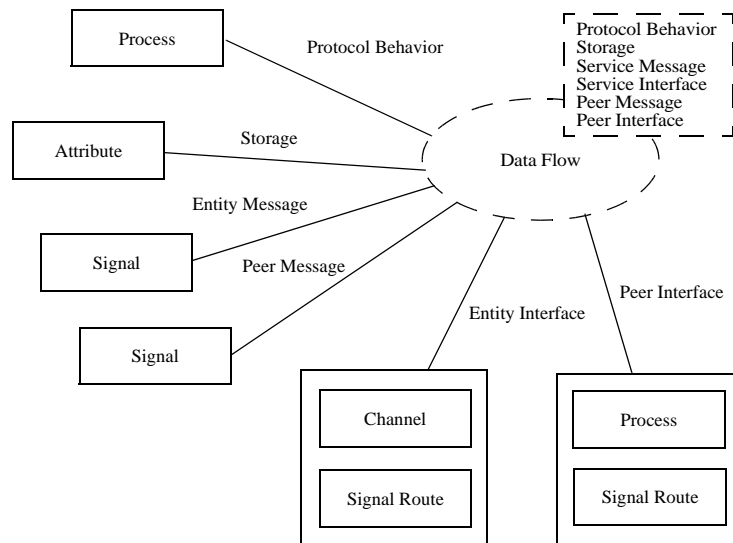 Process
Protocol Behavior
Protocol Behavior
Storage
Service Message
Service Interface
Peer Message
Peer Interface
Attribute
Storage
Data Flow
Entity Message
Signal
Peer Message
Signal
Entity Interface
Peer Interface
Channel
Signal Route
Process
Signal Route